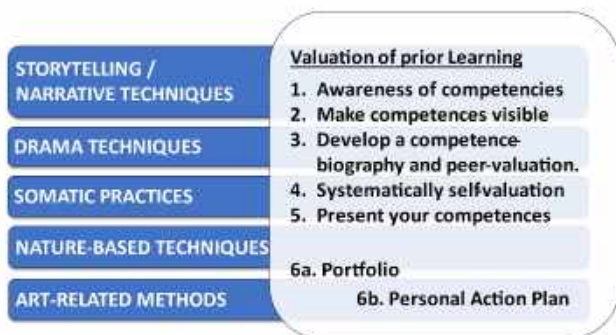 STORYTELLING /
NARRATIVE TECHNIQUES
DRAMA TECHNIQUES
SOMATIC PRACTICES
NATURE-BASED TECHNIQUES
ART-RELATED METHODS
Valuation of prior Learning
1. Awareness of competencies
2. Make competences visible
3. Develop a competence-
biography and peer-valuation.
4. Systematically self-valuation
5. Present your competences
6a. Portfolio
6b. Personal Action Plan